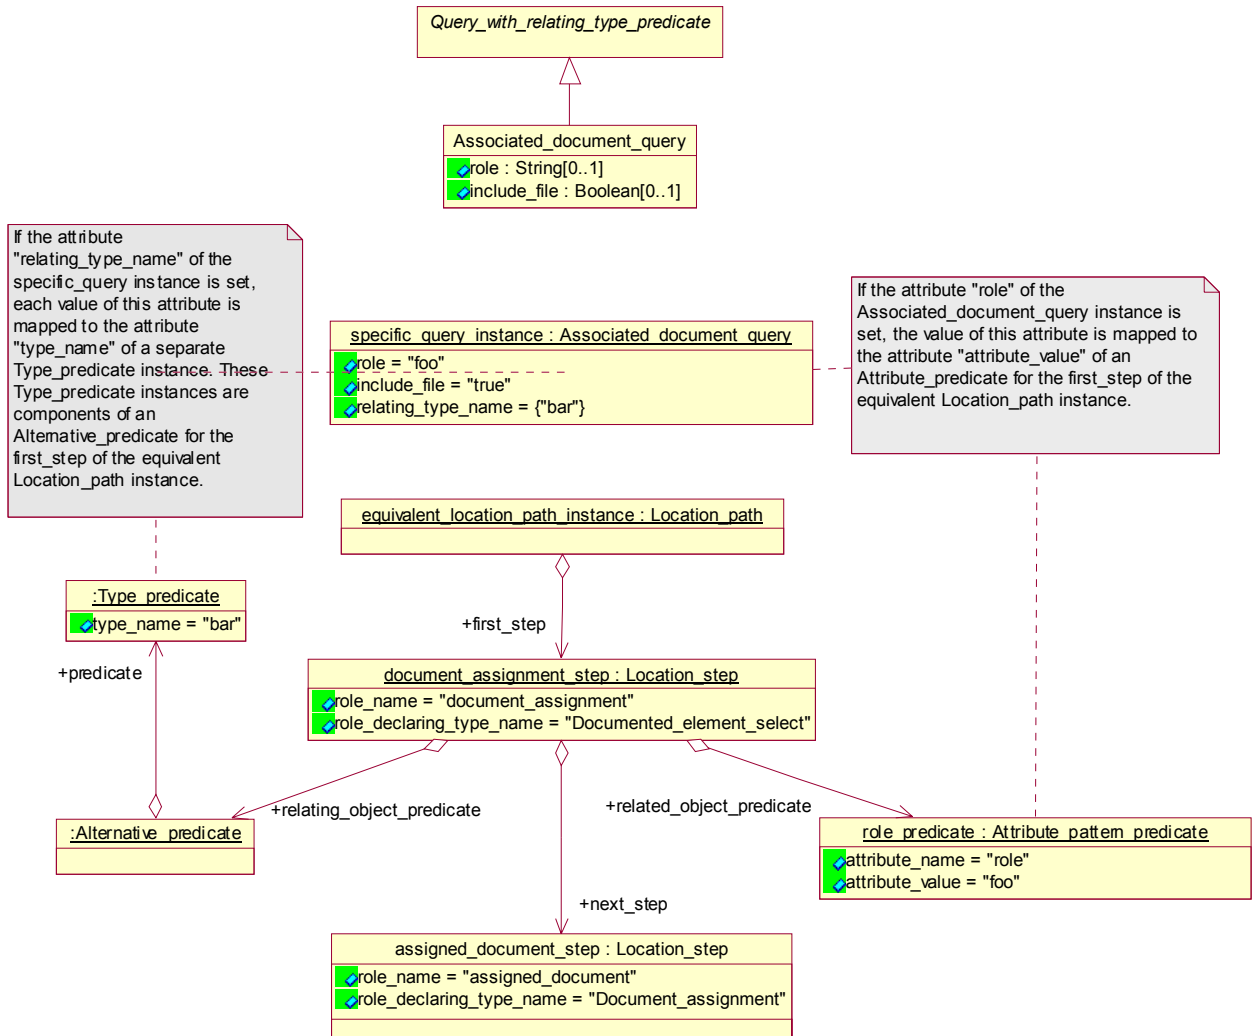 Query_with_relating_type_predicate
Associated_document_query
role : String[0..1]
include_file : Boolean[0..1]
If the attribute
"relating_type_name" of the
specific_query instance is set,
each value of this attribute is
mapped to the attribute
"type_name" of a separate
Type_predicate instance. These
Type_predicate instances are
components of an
Alternative_predicate for the
first_step of the equivalent
Location_path instance.
specific_query_instance : Associated_document_query
role = "foo"
include_file = "true"
relating_type_name = {"bar"}
If the attribute "role" of the
Associated_document_query instance is
set, the value of this attribute is mapped to
the attribute "attribute_value" of an
Attribute_predicate for the first_step of the
equivalent Location_path instance.
equivalent_location_path_instance : Location_path
:Type_predicate
type_name = "bar"
+first_step
+predicate
document_assignment_step : Location_step
role_name = "document_assignment"
role_declaring_type_name = "Documented_element_select"
+relating_object_predicate
+related_object_predicate
:Alternative_predicate
role_predicate : Attribute_pattern_predicate
attribute_name = "role"
attribute_value = "foo"
+next_step
assigned_document_step : Location_step
role_name = "assigned_document"
role_declaring_type_name = "Document_assignment"